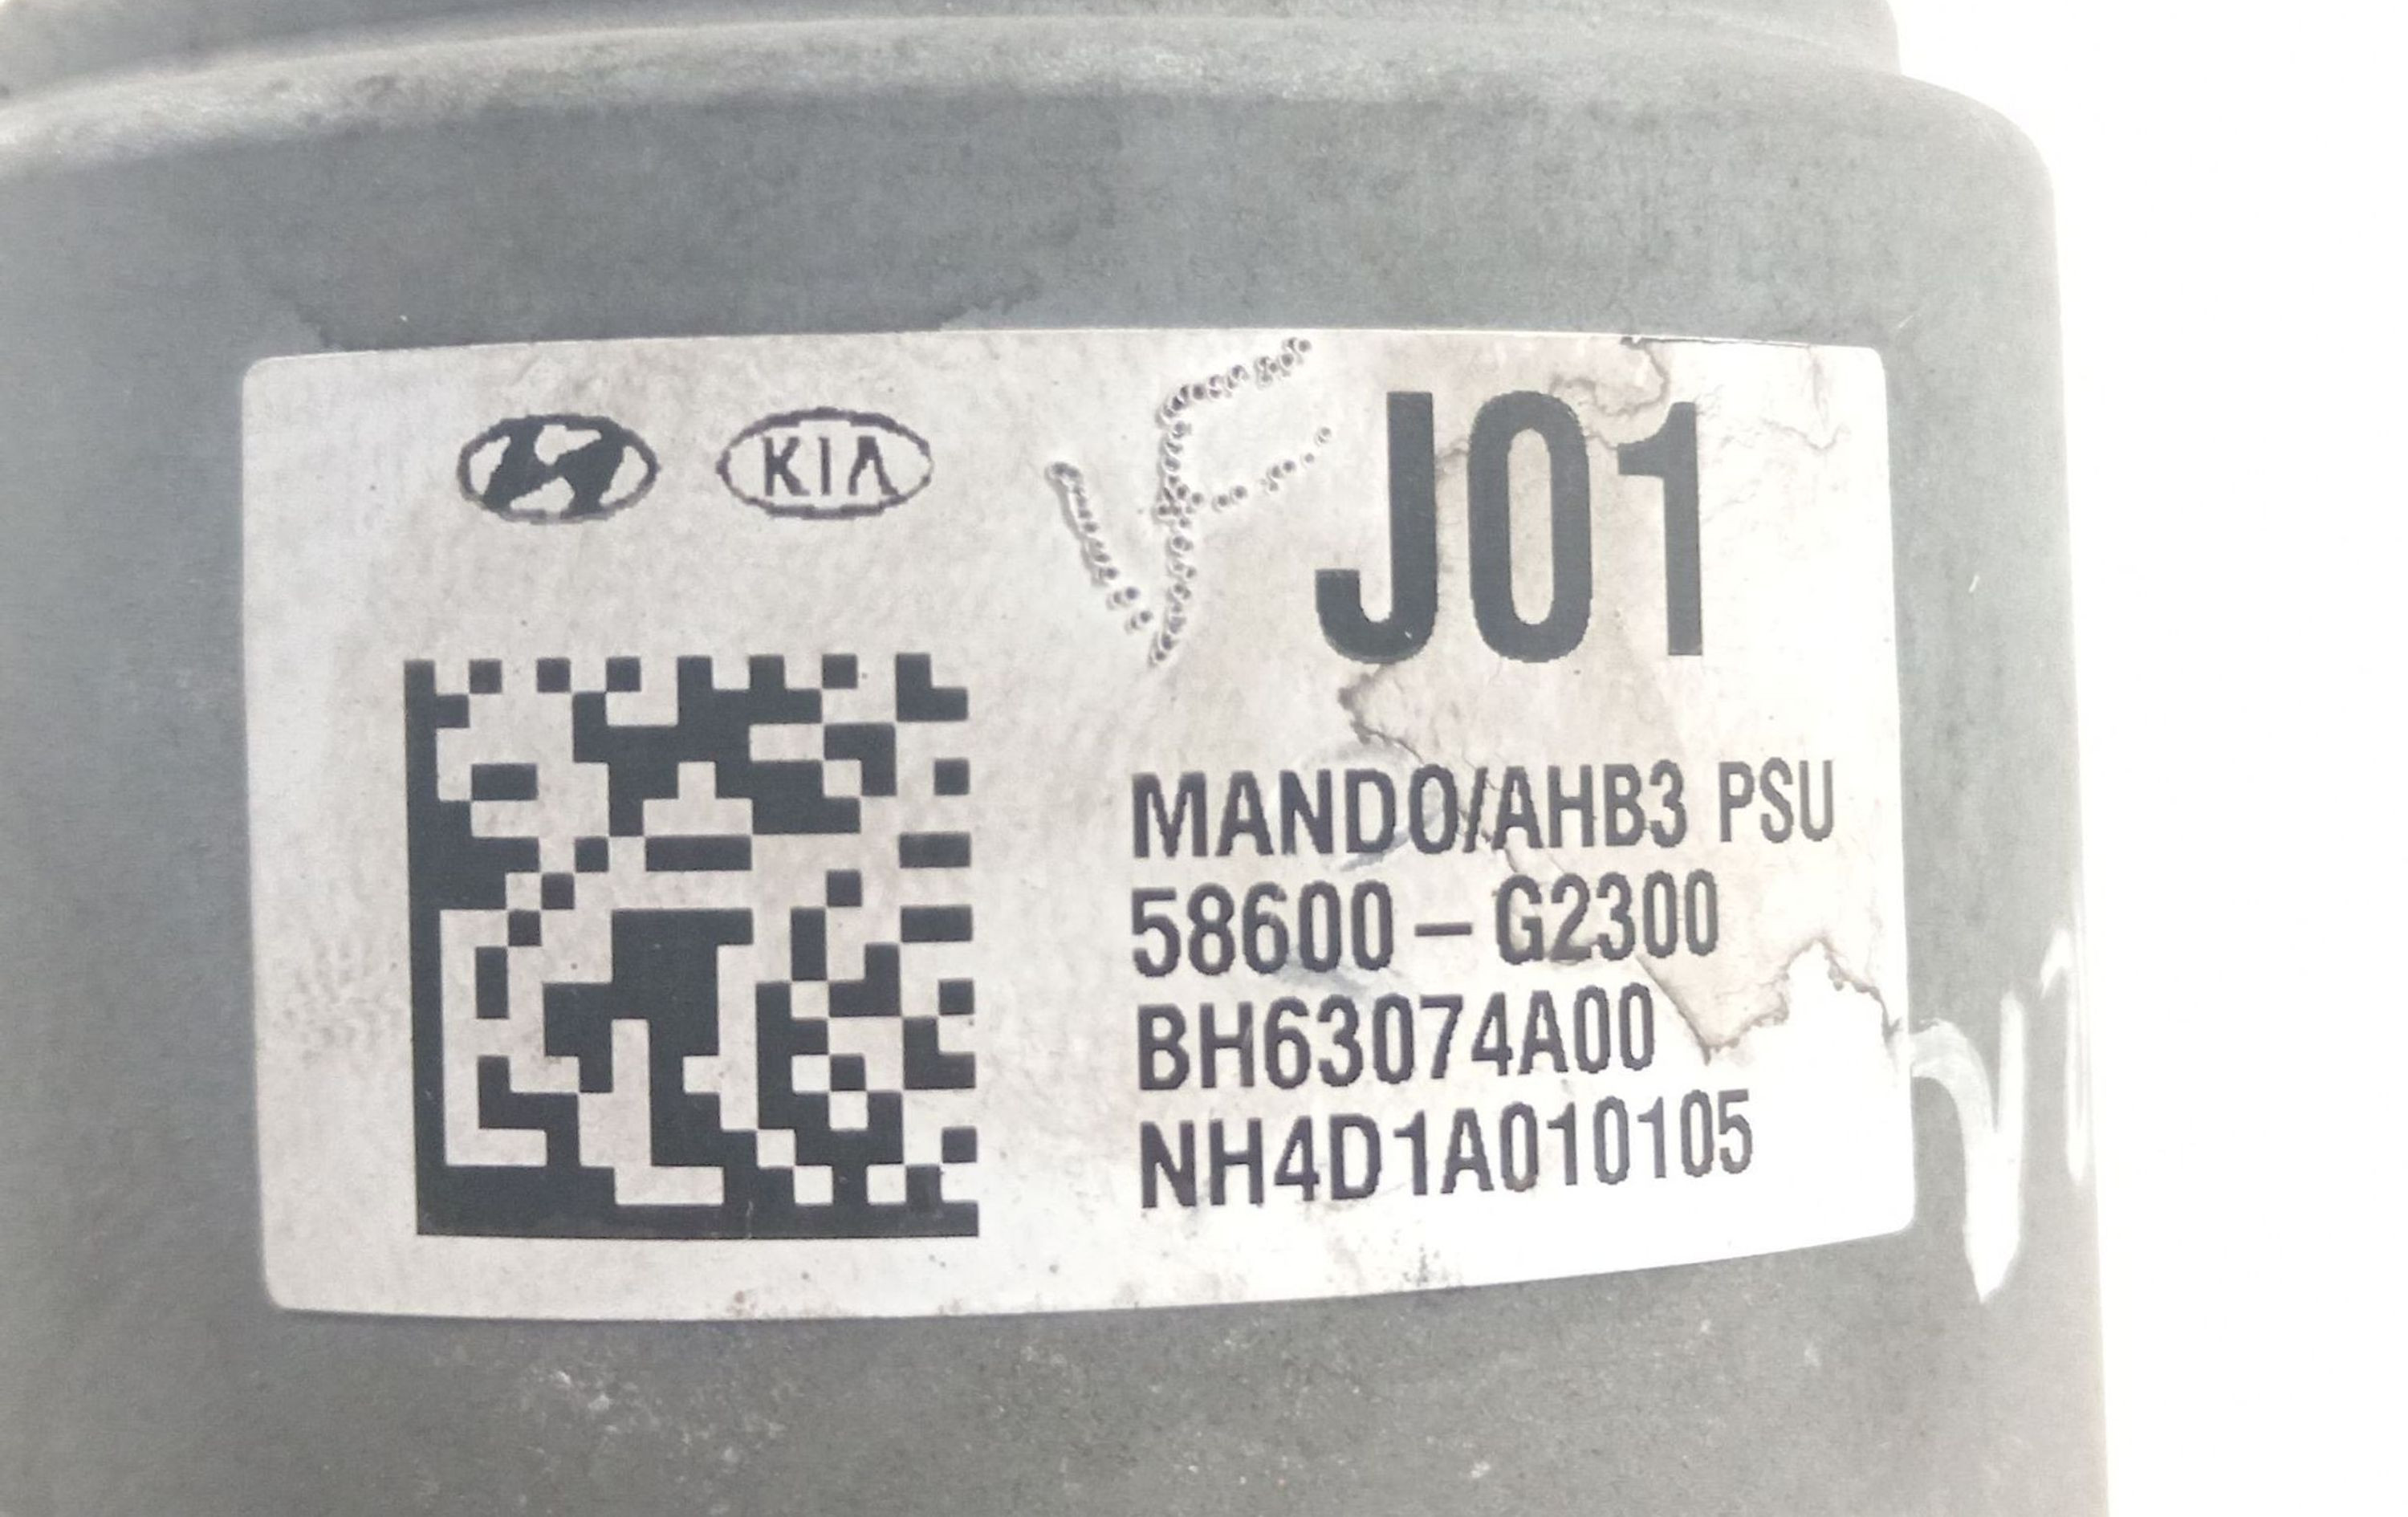 KIA
J01
MANDO/AHB3 PSU
58600-G2300
BH63074A00
NH4D1A010105